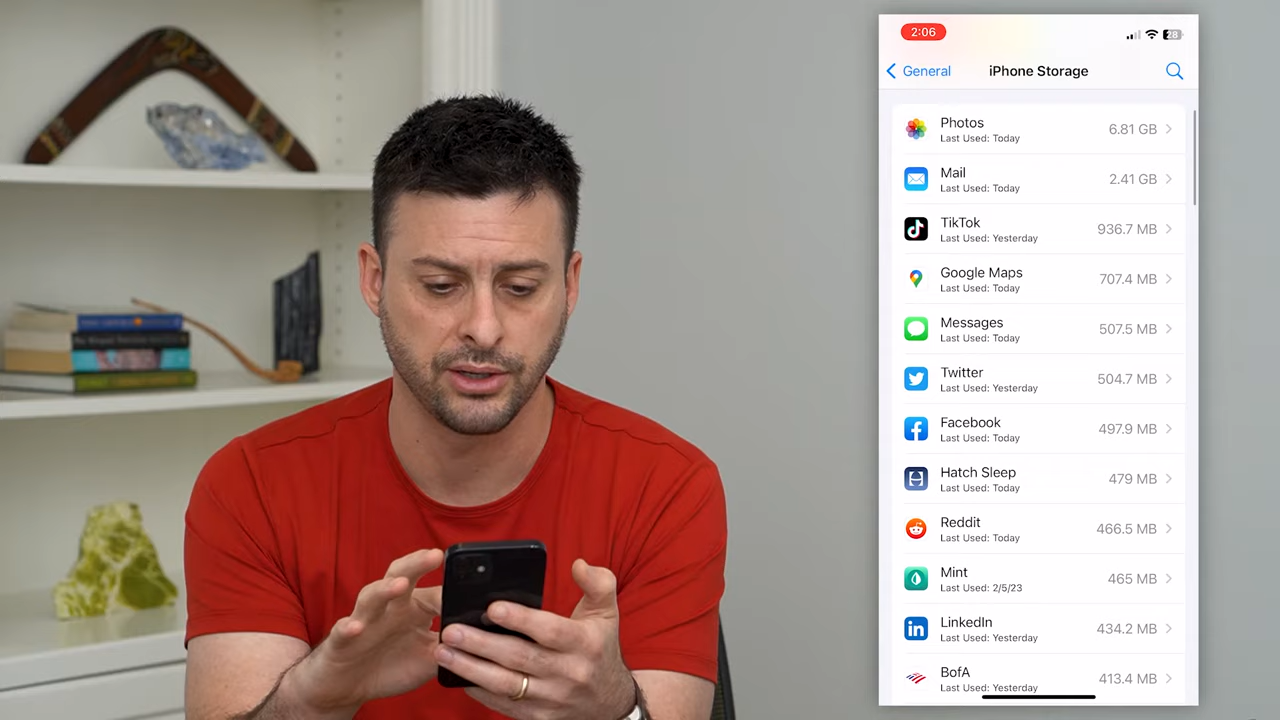 2:06
28
General
iPhone Storage
Photos
Last Used: Today
6.81 GB
Mail
Last Used: Today
2.41 GB
TikTok
Last Used: Yesterday
936.7 MB
Google Maps
Last Used: Today
707.4 MB
Messages
Last Used: Today
507.5 MB
Twitter
Last Used: Yesterday
504.7 MB
Facebook
Last Used: Today
497.9 MB
Hatch Sleep
Last Used: Today
479 MB
Reddit
Last Used: Today
466.5 MB
Mint
Last Used: 2/5/23
465 MB
in
LinkedIn
Last Used: Yesterday
434.2 MB
BofA
Last Used: Yesterday
413.4 MB